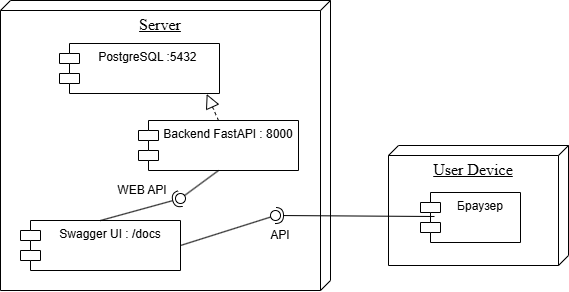 Server
PostgreSQL :5432
Backend FastAPI : 8000
WEB API
User Device
Браузер
Swagger UI : /docs
API